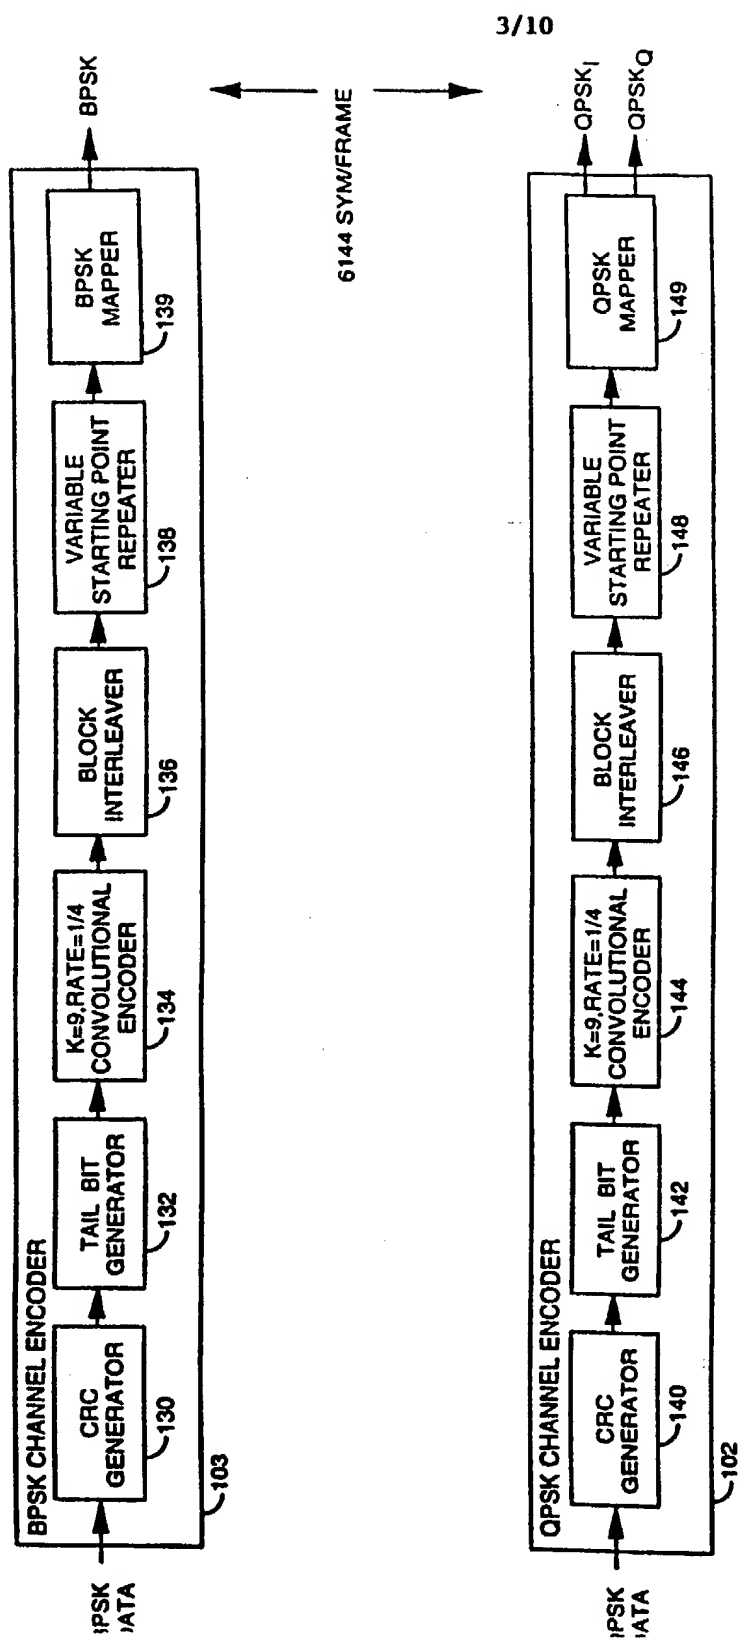 3/10
BPSK CHANNEL ENCODER
DATA
CRC
GENERATOR
130
TAIL BIT
GENERATOR
132
K=9,RATE=1/4
CONVOLUTIONAL
ENCODER
134
BLOCK
INTERLEAVER
136
VARIABLE
STARTING POINT
REPEATER
138
BPSK
MAPPER
139
BPSK
103
6144 SYM/FRAME
QPSK CHANNEL ENCODER
QPSK
DATA
CRC
GENERATOR
140
TAIL BIT
GENERATOR
142
K=9,RATE=1/4
CONVOLUTIONAL
ENCODER
144
BLOCK
INTERLEAVER
146
VARIABLE
STARTING POINT
REPEATER
148
QPSK
MAPPER
149
QPSKI
QPSKQ
102